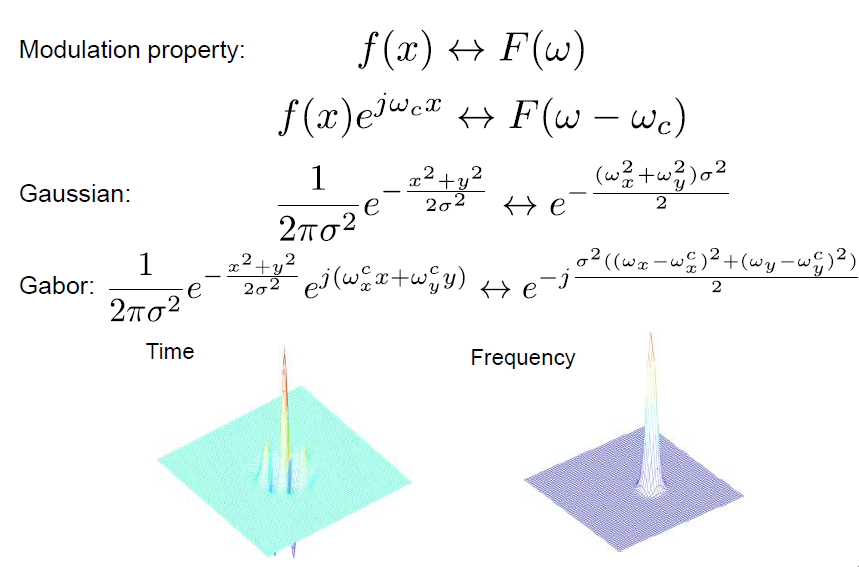 Modulation property: f(x) ↔ F(ω)
f(x)e^{jω_c x} ↔ F(ω − ω_c)
Gaussian: \frac{1}{2πσ^2} e^{-\frac{x^2+y^2}{2σ^2}} ↔ e^{-\frac{(ω_x^2+ω_y^2)σ^2}{2}}
Gabor: \frac{1}{2πσ^2} e^{-\frac{x^2+y^2}{2σ^2}} e^{j(ω_x^c x+ω_y^c y)} ↔ e^{-j\frac{σ^2((ω_x-ω_x^c)^2+(ω_y-ω_y^c)^2)}{2}}
Time
Frequency